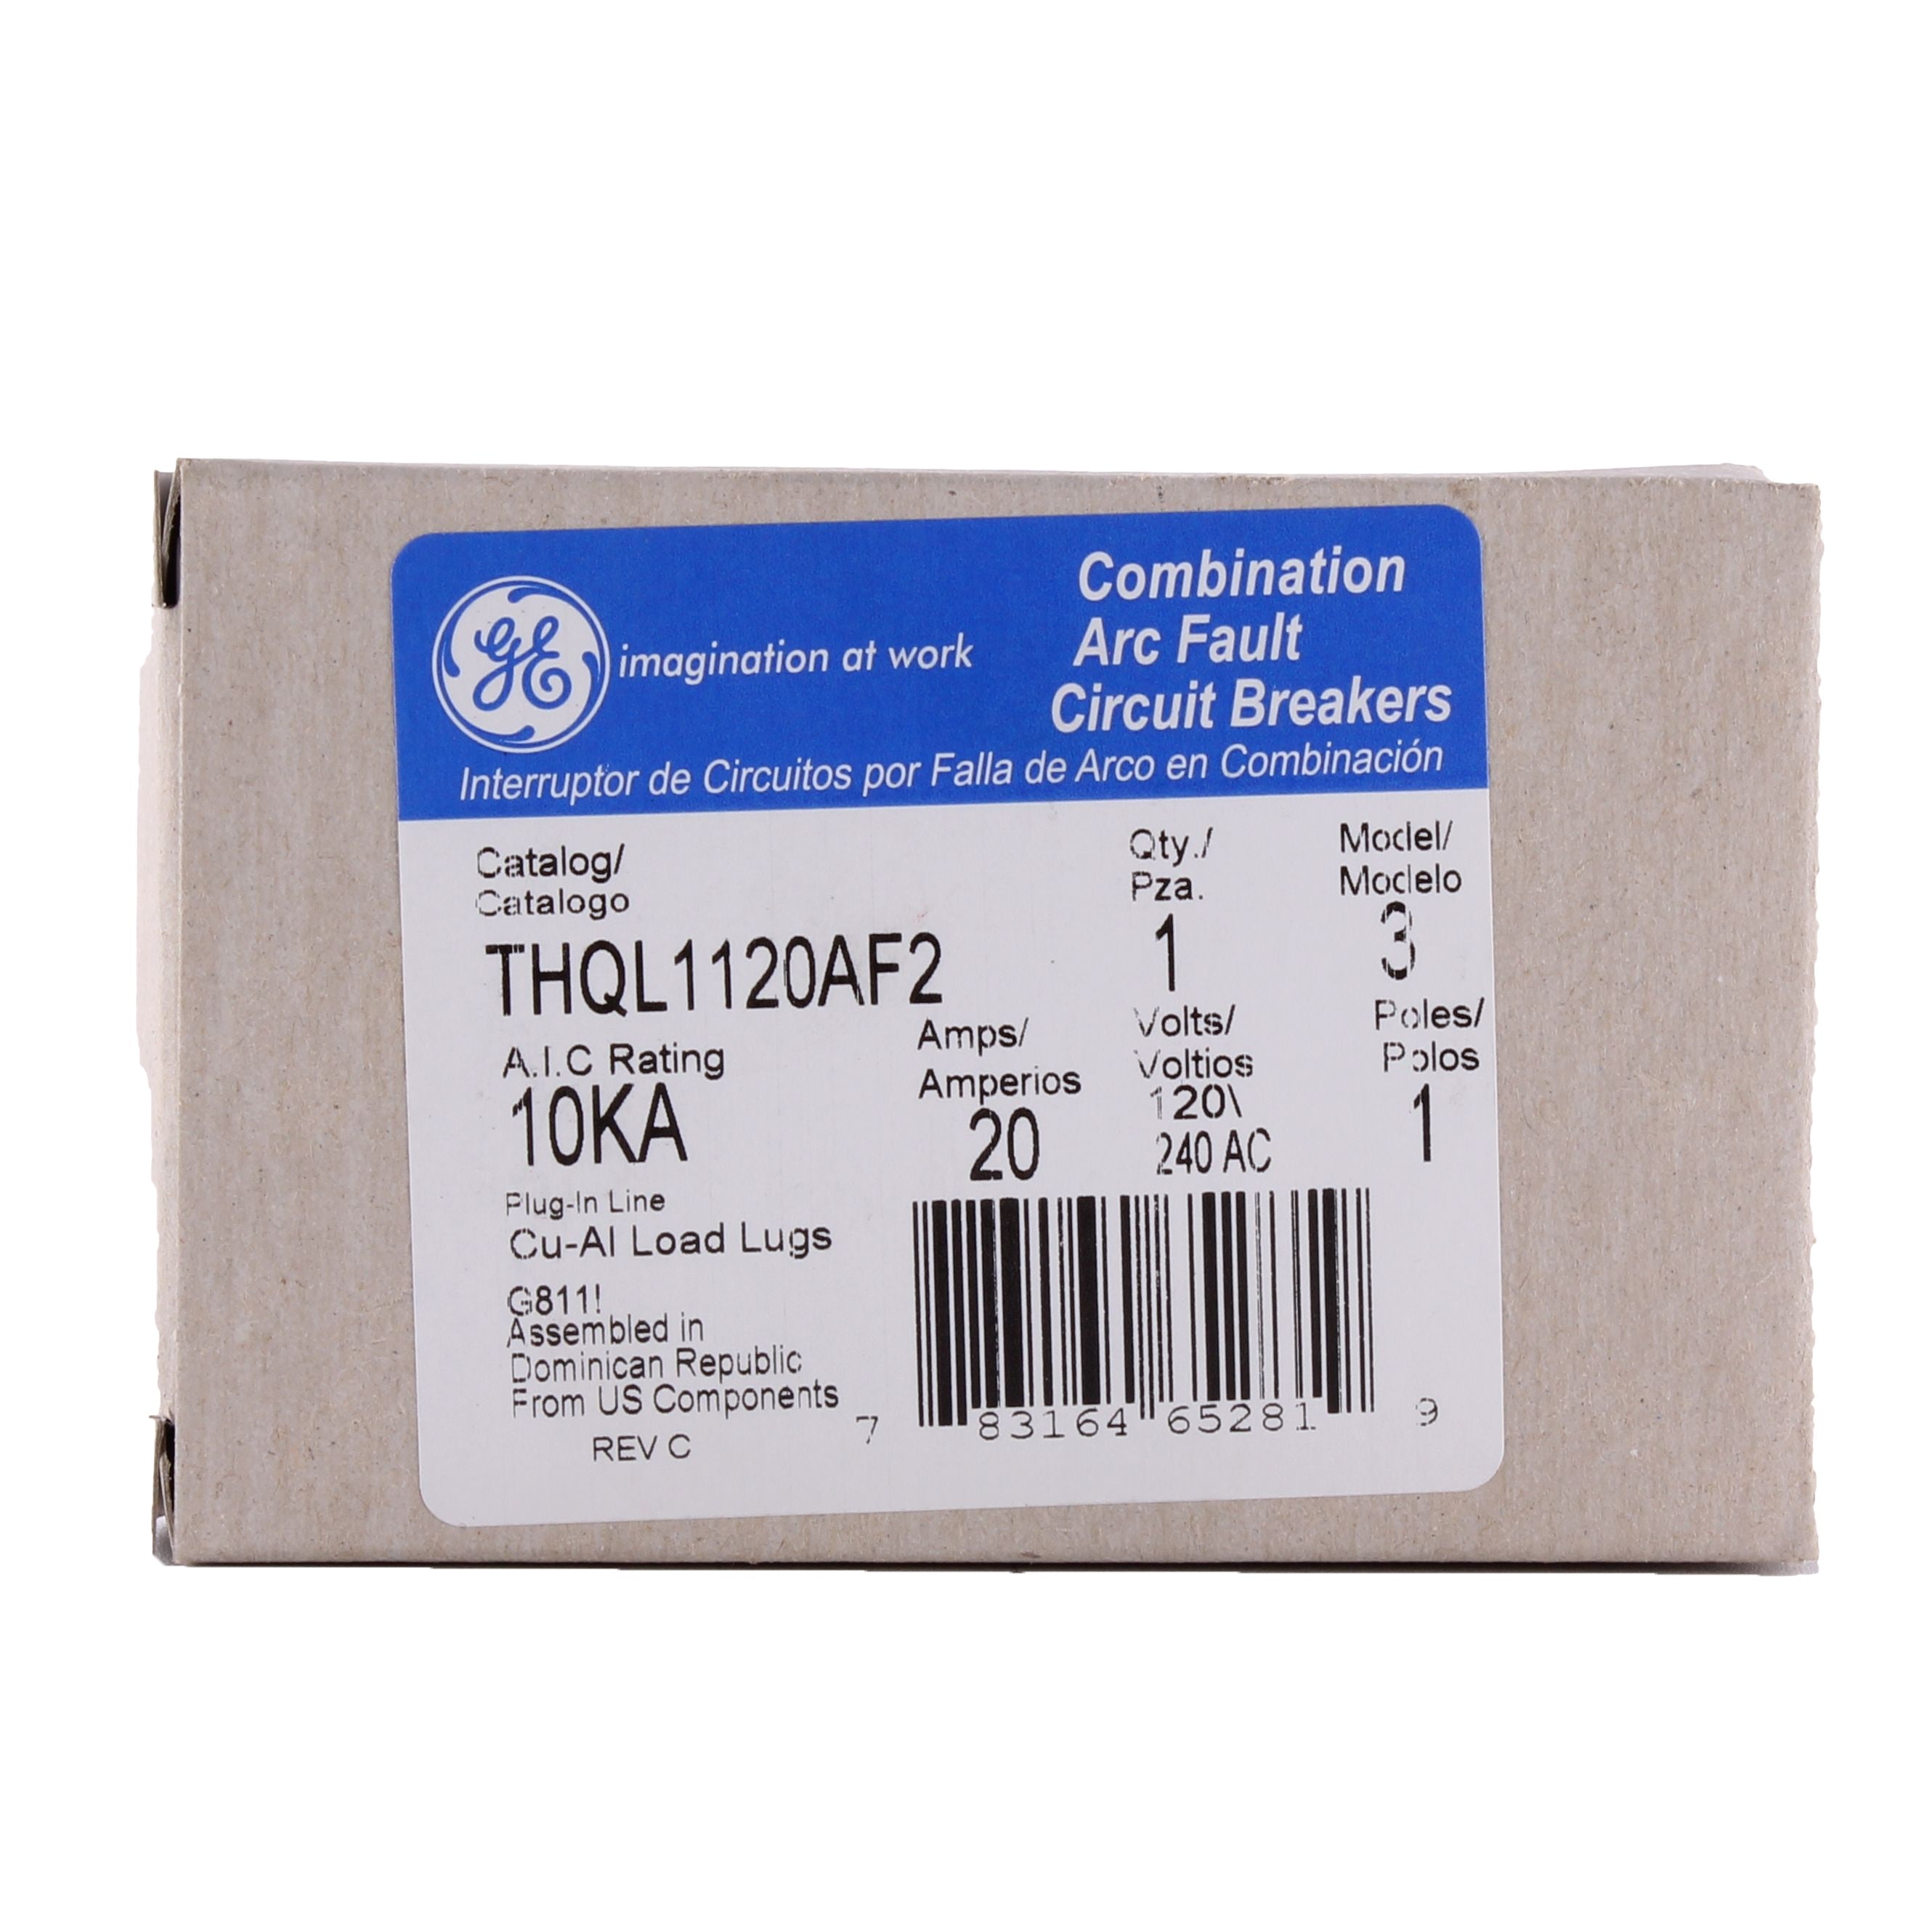 GE imagination at work
Combination
Arc Fault
Circuit Breakers
Interruptor de Circuitos por Falla de Arco en Combinación
Catalog/
Catalogo
THQL1120AF2
Qty./
Pza.
1
Model/
Modelo
3
A.I.C Rating
10KA
Amps/
Amperios
20
Volts/
Voltios
120\
240 AC
Poles/
Polos
1
Plug-In Line
Cu-Al Load Lugs
G811!
Assembled in
Dominican Republic
From US Components
REV C
7 83164 65281 9